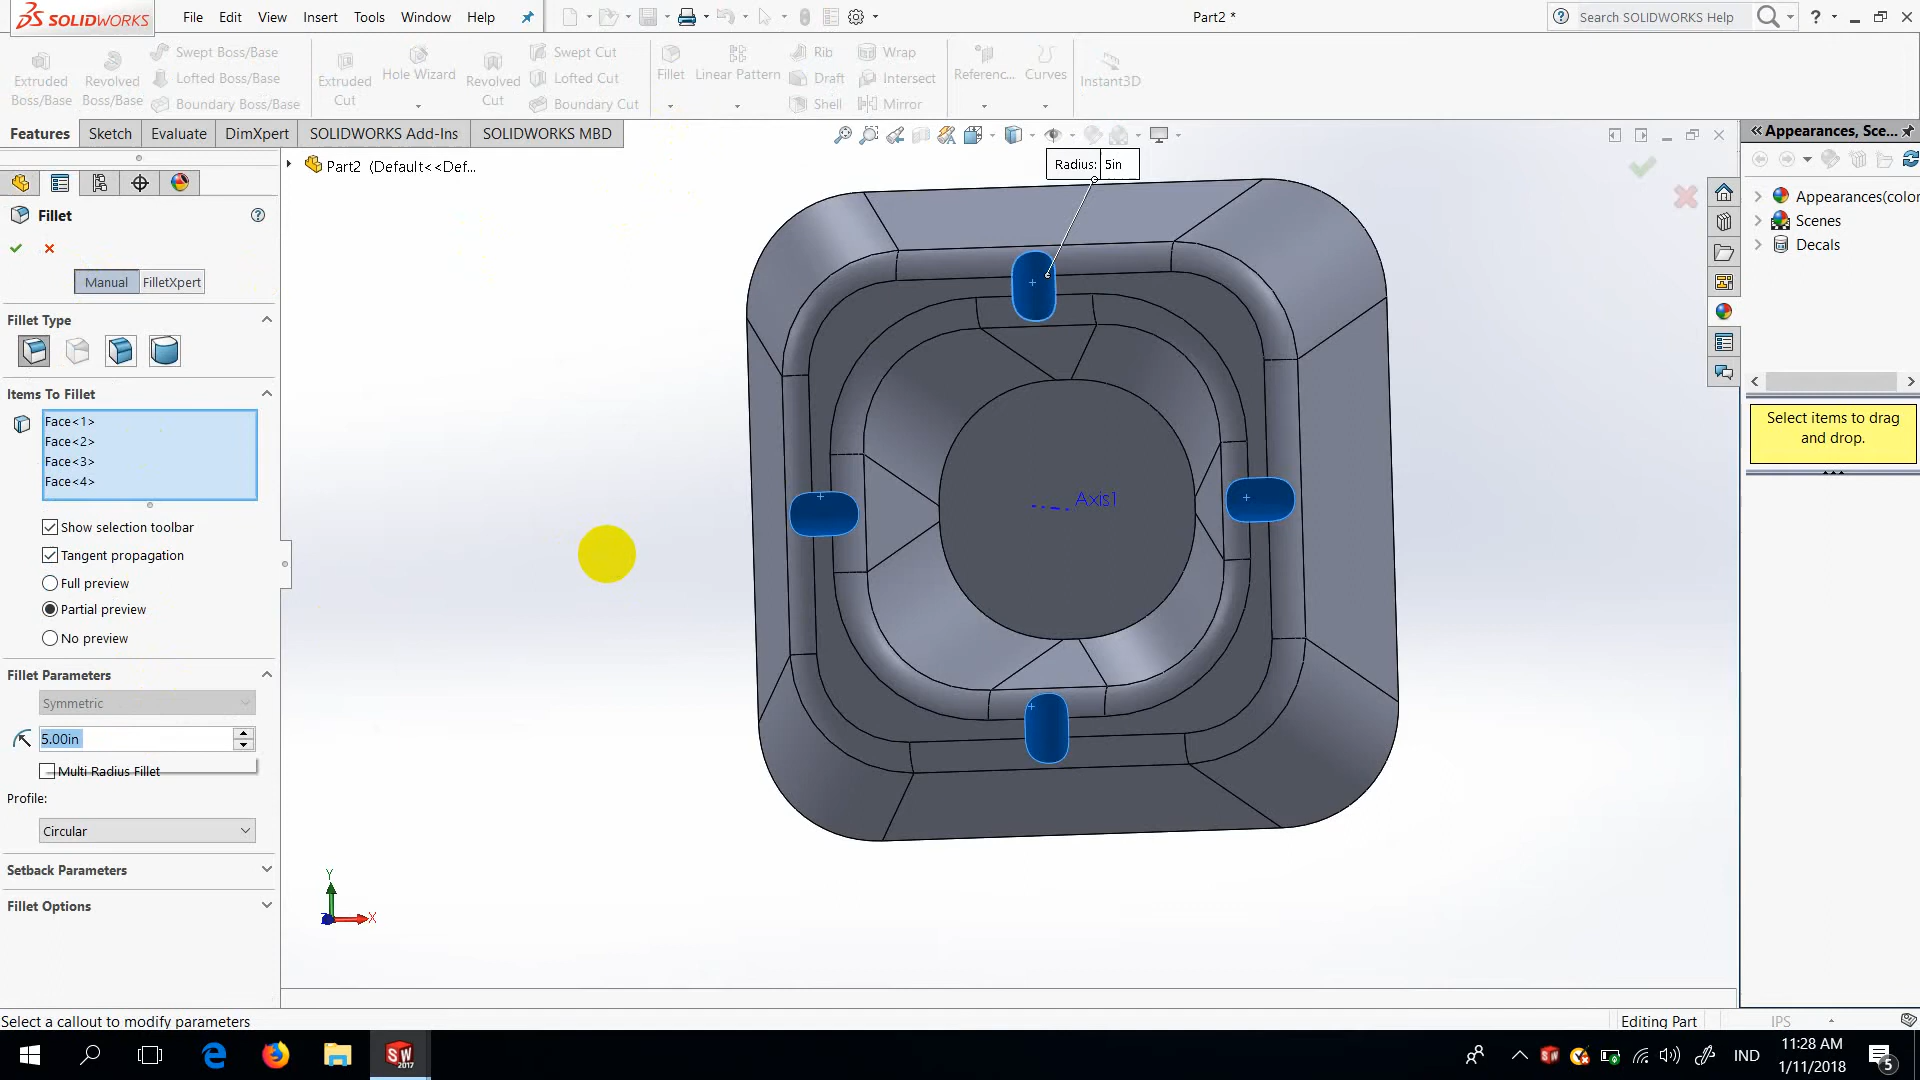 SOLIDWORKS
File Edit View Insert Tools Window Help
Part2 *
Search SOLIDWORKS Help
Extruded Boss/Base
Revolved Boss/Base
Swept Boss/Base
Lofted Boss/Base
Boundary Boss/Base
Extruded Cut
Hole Wizard
Revolved Cut
Swept Cut
Lofted Cut
Boundary Cut
Fillet
Linear Pattern
Rib
Draft
Shell
Wrap
Intersect
Mirror
Referenc...
Curves
Instant3D
Features Sketch Evaluate DimXpert SOLIDWORKS Add-Ins SOLIDWORKS MBD
Part2 (Default<<Def...
Fillet
Manual FilletXpert
Fillet Type
Items To Fillet
Face<1>
Face<2>
Face<3>
Face<4>
Show selection toolbar
Tangent propagation
Full preview
Partial preview
No preview
Fillet Parameters
Symmetric
5.00in
Multi Radius Fillet
Profile:
Circular
Setback Parameters
Fillet Options
Radius: 5in
Axis1
Y
X
Appearances, Sce...
Appearances(color
Scenes
Decals
Select items to drag
and drop.
Select a callout to modify parameters
Editing Part
IPS
SW
2017
IND
11:28 AM
1/11/2018
5